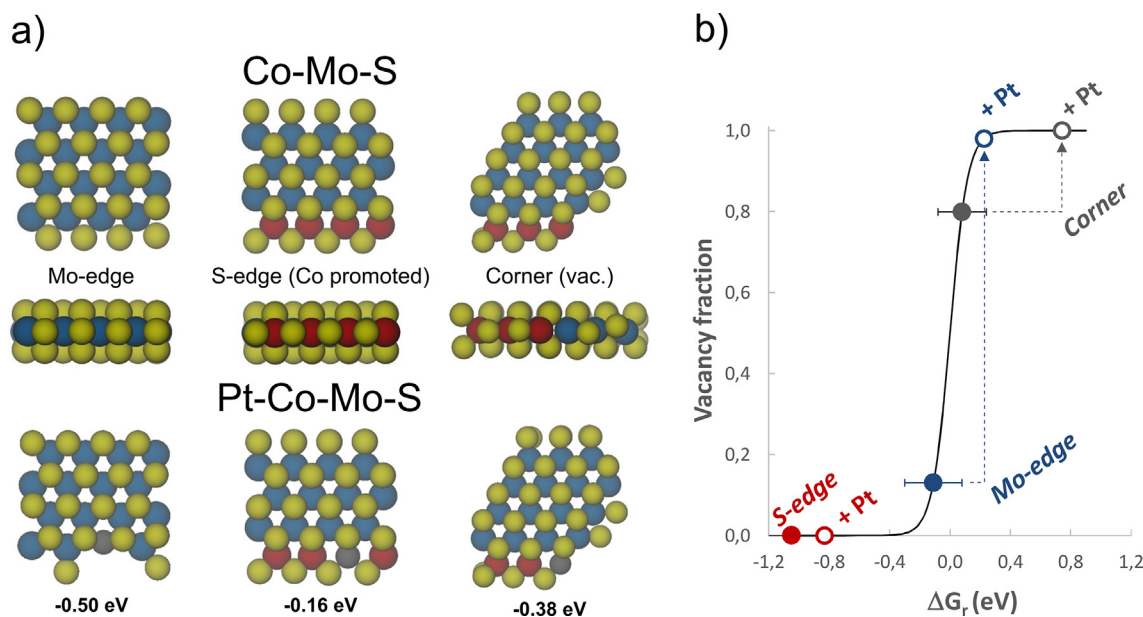 a)
Co-Mo-S
Mo-edge
S-edge (Co promoted)
Corner (vac.)
Pt-Co-Mo-S
-0.50 eV
-0.16 eV
-0.38 eV
b)
+ Pt
+ Pt
1,0
Corner
0,8
Vacancy fraction
0,6
0,4
0,2
Mo-edge
S-edge
+ Pt
0,0
-1,2
-0,8
-0,4
0,0
0,4
0,8
1,2
ΔGr (eV)